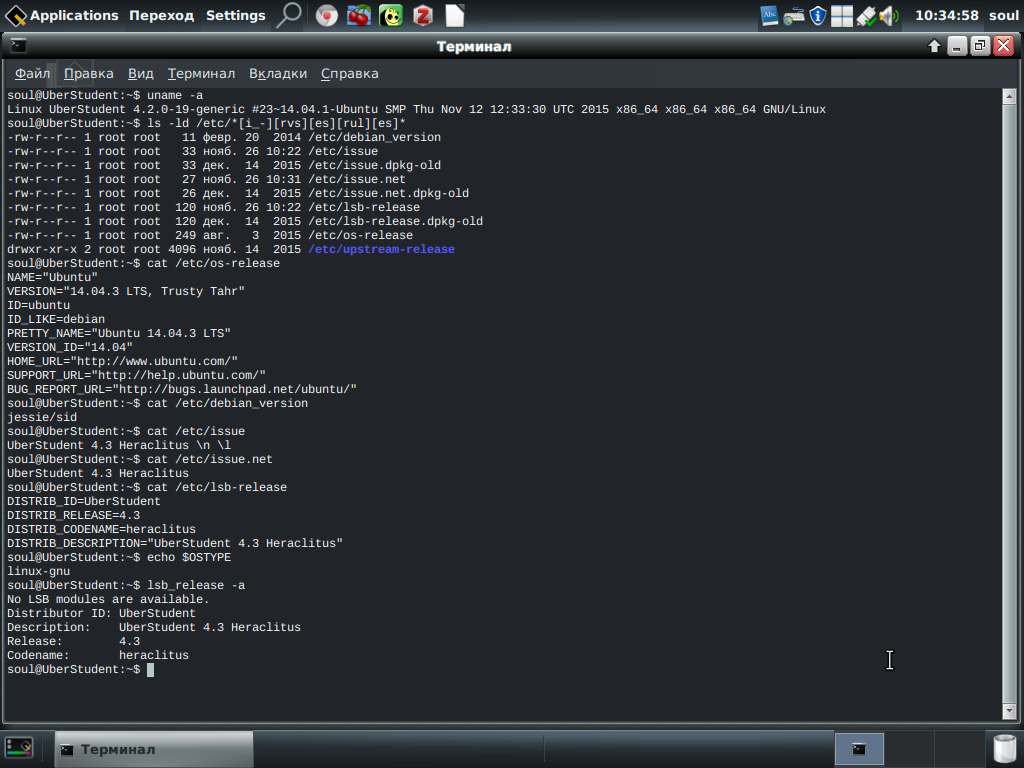 Applications Переход Settings 10:34:58 soul
Терминал
Файл Правка Вид Терминал Вкладки Справка
soul@UberStudent:~$ uname -a
Linux UberStudent 4.2.0-19-generic #23~14.04.1-Ubuntu SMP Thu Nov 12 12:33:30 UTC 2015 x86_64 x86_64 x86_64 GNU/Linux
soul@UberStudent:~$ ls -ld /etc/*[i_-][rvs][es][rul][es]*
-rw-r--r-- 1 root root   11 февр. 20  2014 /etc/debian_version
-rw-r--r-- 1 root root   33 нояб. 26 10:22 /etc/issue
-rw-r--r-- 1 root root   33 дек.  14  2015 /etc/issue.dpkg-old
-rw-r--r-- 1 root root   27 нояб. 26 10:31 /etc/issue.net
-rw-r--r-- 1 root root   26 дек.  14  2015 /etc/issue.net.dpkg-old
-rw-r--r-- 1 root root  120 нояб. 26 10:22 /etc/lsb-release
-rw-r--r-- 1 root root  120 дек.  14  2015 /etc/lsb-release.dpkg-old
-rw-r--r-- 1 root root  249 авг.   3  2015 /etc/os-release
drwxr-xr-x 2 root root 4096 нояб. 14  2015 /etc/upstream-release
soul@UberStudent:~$ cat /etc/os-release
NAME="Ubuntu"
VERSION="14.04.3 LTS, Trusty Tahr"
ID=ubuntu
ID_LIKE=debian
PRETTY_NAME="Ubuntu 14.04.3 LTS"
VERSION_ID="14.04"
HOME_URL="http://www.ubuntu.com/"
SUPPORT_URL="http://help.ubuntu.com/"
BUG_REPORT_URL="http://bugs.launchpad.net/ubuntu/"
soul@UberStudent:~$ cat /etc/debian_version
jessie/sid
soul@UberStudent:~$ cat /etc/issue
UberStudent 4.3 Heraclitus \n \l
soul@UberStudent:~$ cat /etc/issue.net
UberStudent 4.3 Heraclitus
soul@UberStudent:~$ cat /etc/lsb-release
DISTRIB_ID=UberStudent
DISTRIB_RELEASE=4.3
DISTRIB_CODENAME=heraclitus
DISTRIB_DESCRIPTION="UberStudent 4.3 Heraclitus"
soul@UberStudent:~$ echo $OSTYPE
linux-gnu
soul@UberStudent:~$ lsb_release -a
No LSB modules are available.
Distributor ID: UberStudent
Description:    UberStudent 4.3 Heraclitus
Release:        4.3
Codename:       heraclitus
soul@UberStudent:~$
Терминал